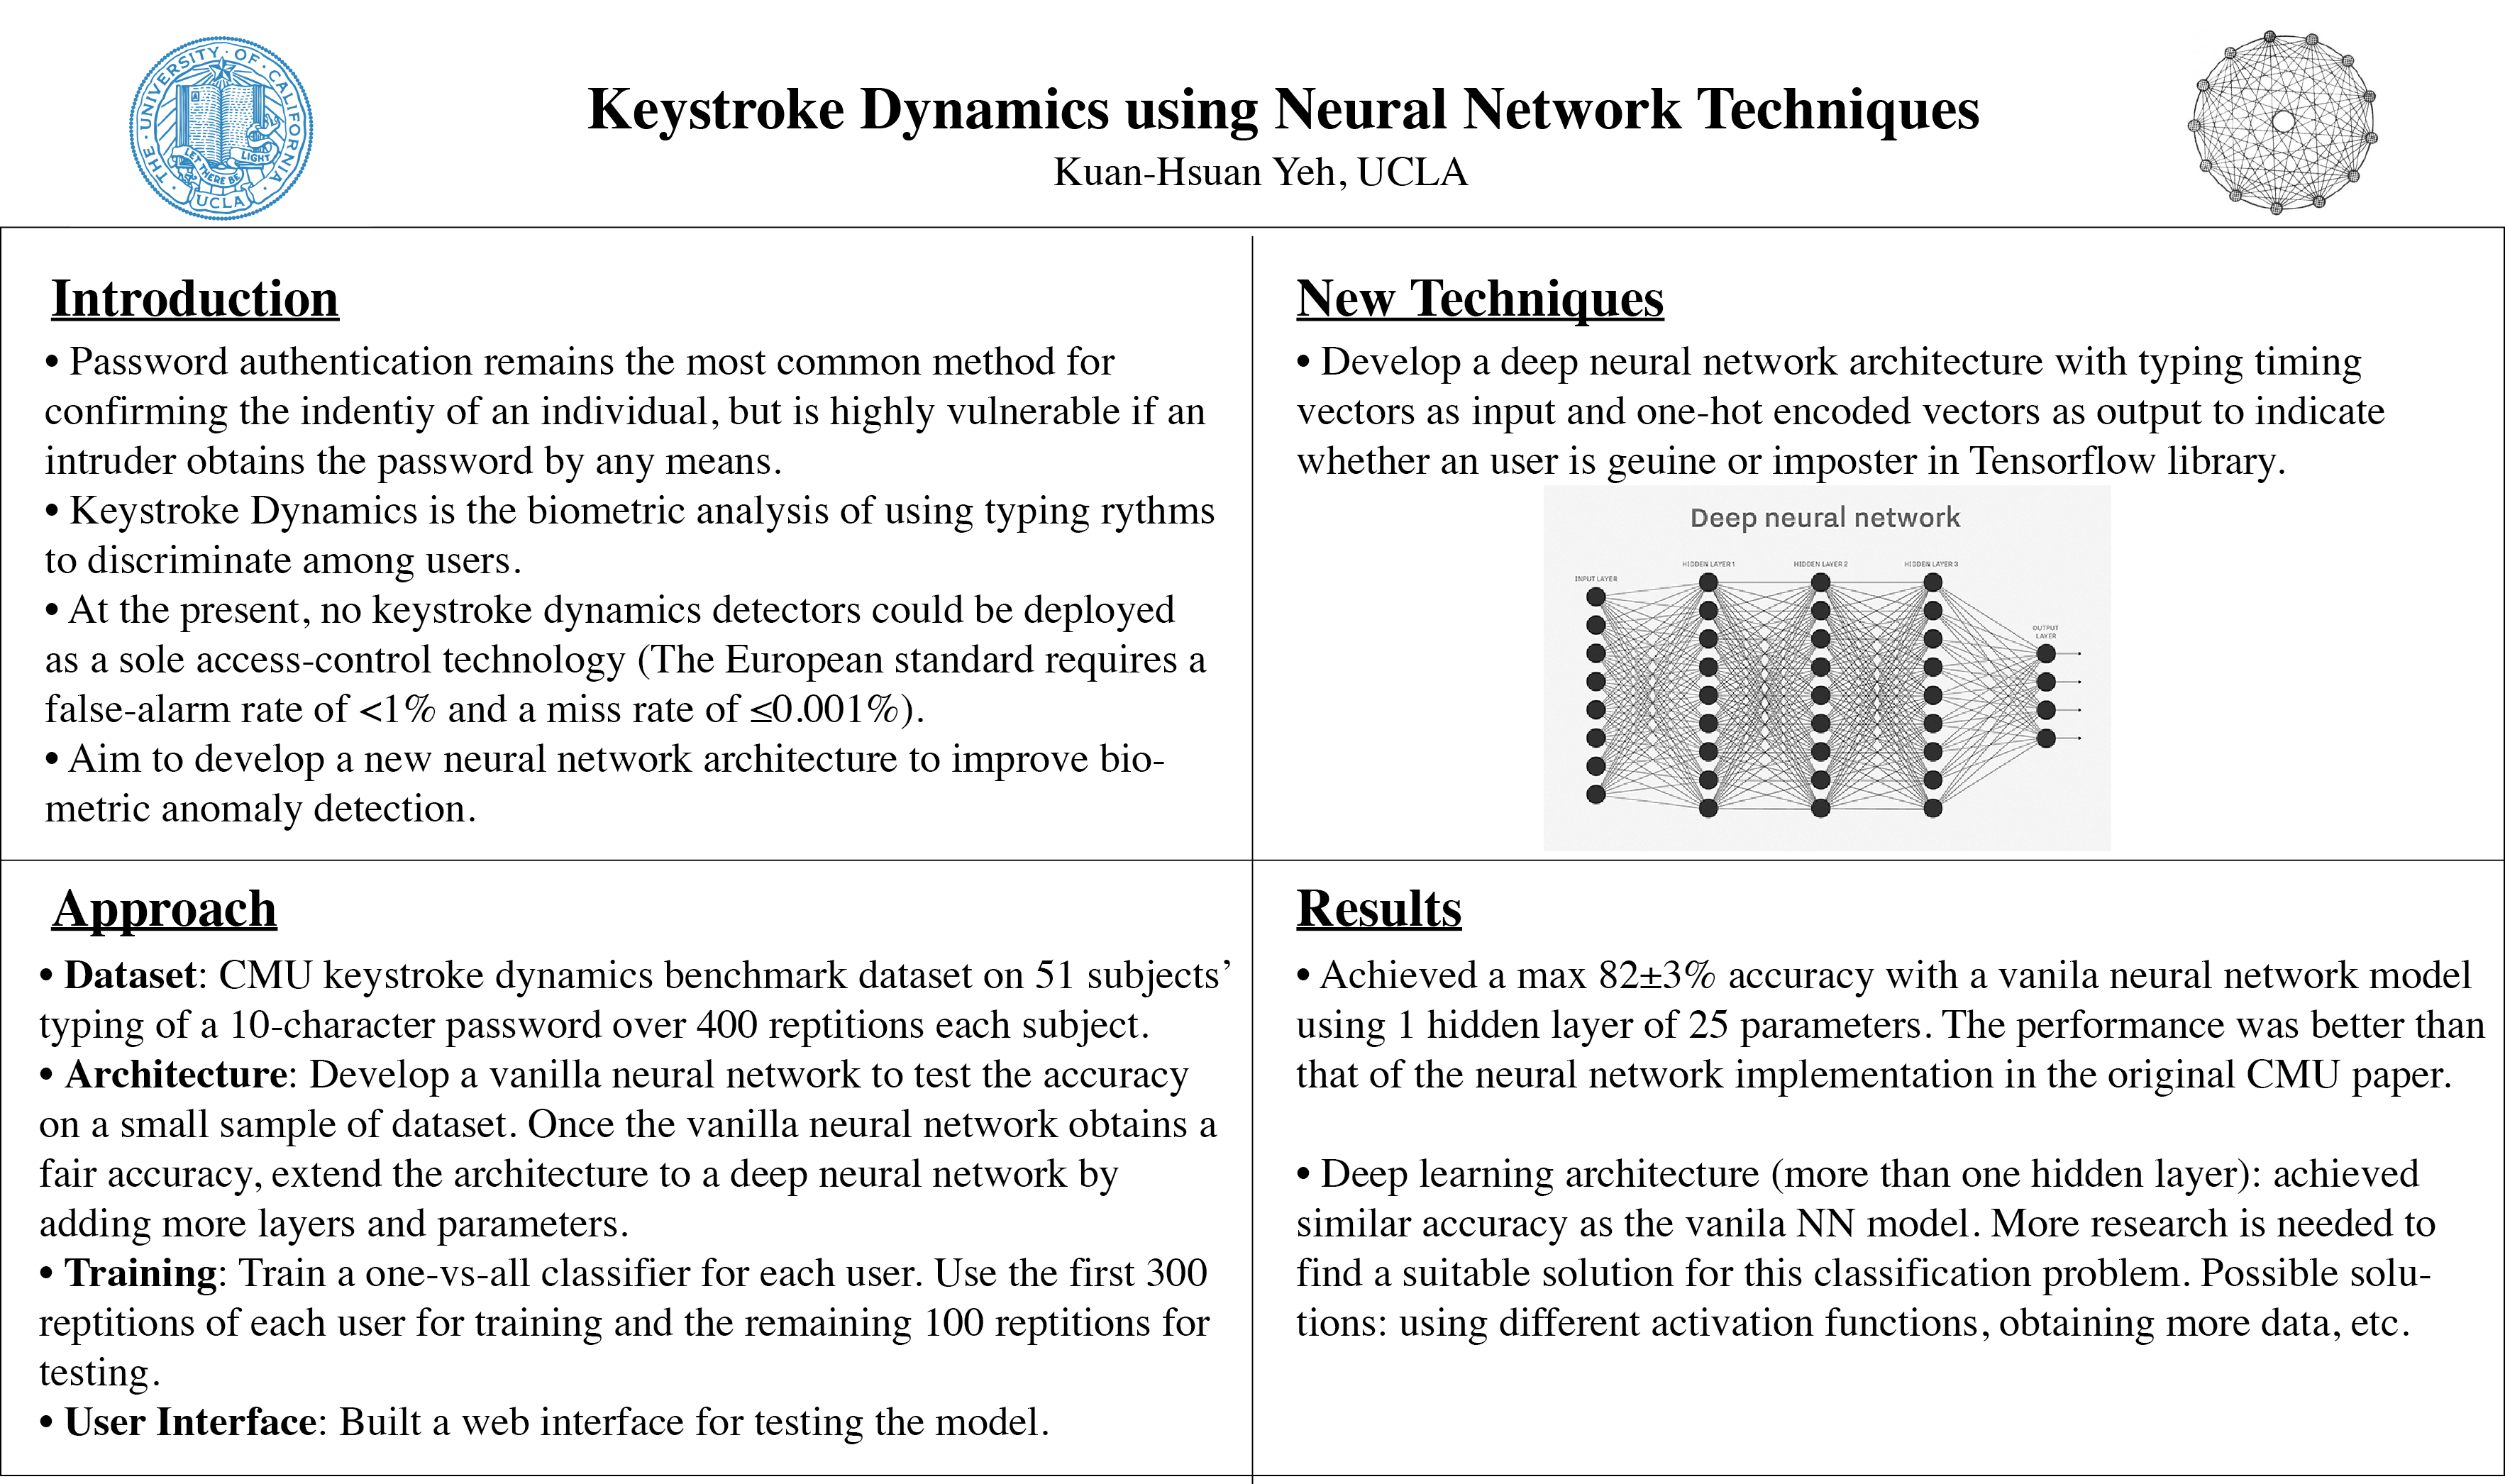 THE · UNIVERSITY · OF · CALIFORNIA ·
LET THERE BE LIGHT
UCLA
Keystroke Dynamics using Neural Network Techniques
Kuan-Hsuan Yeh, UCLA
Introduction
• Password authentication remains the most common method for
confirming the indentiy of an individual, but is highly vulnerable if an
intruder obtains the password by any means.
• Keystroke Dynamics is the biometric analysis of using typing rythms
to discriminate among users.
• At the present, no keystroke dynamics detectors could be deployed
as a sole access-control technology (The European standard requires a
false-alarm rate of <1% and a miss rate of ≤0.001%).
• Aim to develop a new neural network architecture to improve bio-
metric anomaly detection.
New Techniques
• Develop a deep neural network architecture with typing timing
vectors as input and one-hot encoded vectors as output to indicate
whether an user is geuine or imposter in Tensorflow library.
Deep neural network
INPUT LAYER
HIDDEN LAYER 1
HIDDEN LAYER 2
HIDDEN LAYER 3
OUTPUT
LAYER
Approach
• Dataset: CMU keystroke dynamics benchmark dataset on 51 subjects’
typing of a 10-character password over 400 reptitions each subject.
• Architecture: Develop a vanilla neural network to test the accuracy
on a small sample of dataset. Once the vanilla neural network obtains a
fair accuracy, extend the architecture to a deep neural network by
adding more layers and parameters.
• Training: Train a one-vs-all classifier for each user. Use the first 300
reptitions of each user for training and the remaining 100 reptitions for
testing.
• User Interface: Built a web interface for testing the model.
Results
• Achieved a max 82±3% accuracy with a vanila neural network model
using 1 hidden layer of 25 parameters. The performance was better than
that of the neural network implementation in the original CMU paper.
• Deep learning architecture (more than one hidden layer): achieved
similar accuracy as the vanila NN model. More research is needed to
find a suitable solution for this classification problem. Possible solu-
tions: using different activation functions, obtaining more data, etc.